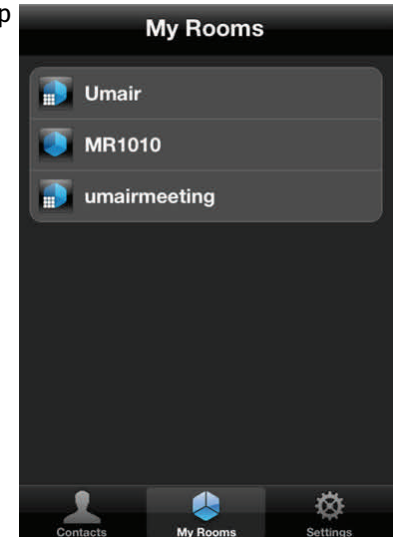 p
My Rooms
Umair
MR1010
umairmeeting
Contacts
My Rooms
Settings